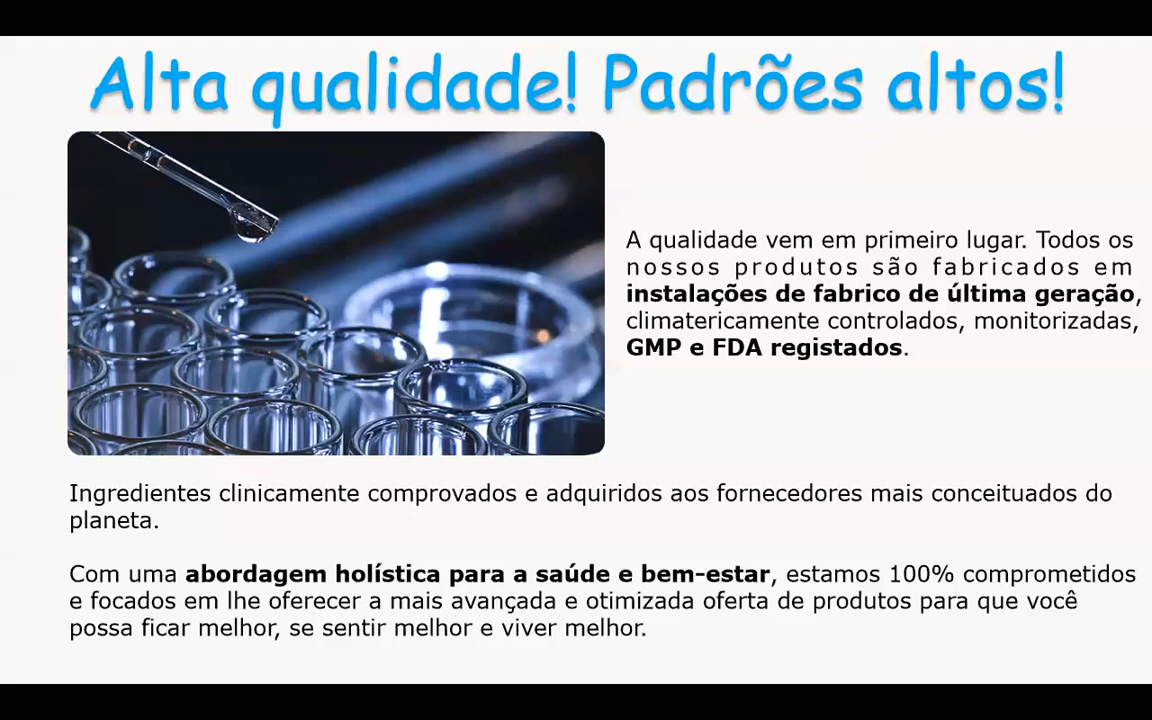 Alta qualidade! Padrões altos!
A qualidade vem em primeiro lugar. Todos os
nossos produtos são fabricados em
instalações de fabrico de última geração,
climatericamente controlados, monitorizadas,
GMP e FDA registados.
Ingredientes clinicamente comprovados e adquiridos aos fornecedores mais conceituados do
planeta.
Com uma abordagem holística para a saúde e bem-estar, estamos 100% comprometidos
e focados em lhe oferecer a mais avançada e otimizada oferta de produtos para que você
possa ficar melhor, se sentir melhor e viver melhor.